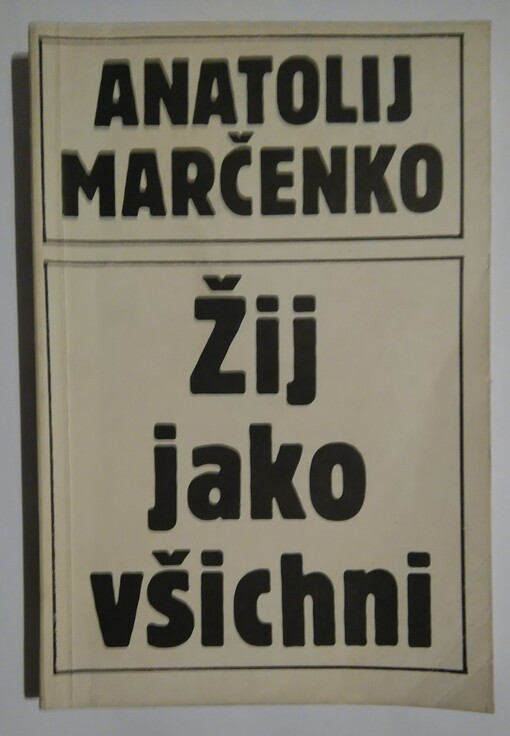 ANATOLIJ
MARČENKO
Žij
jako
všichni